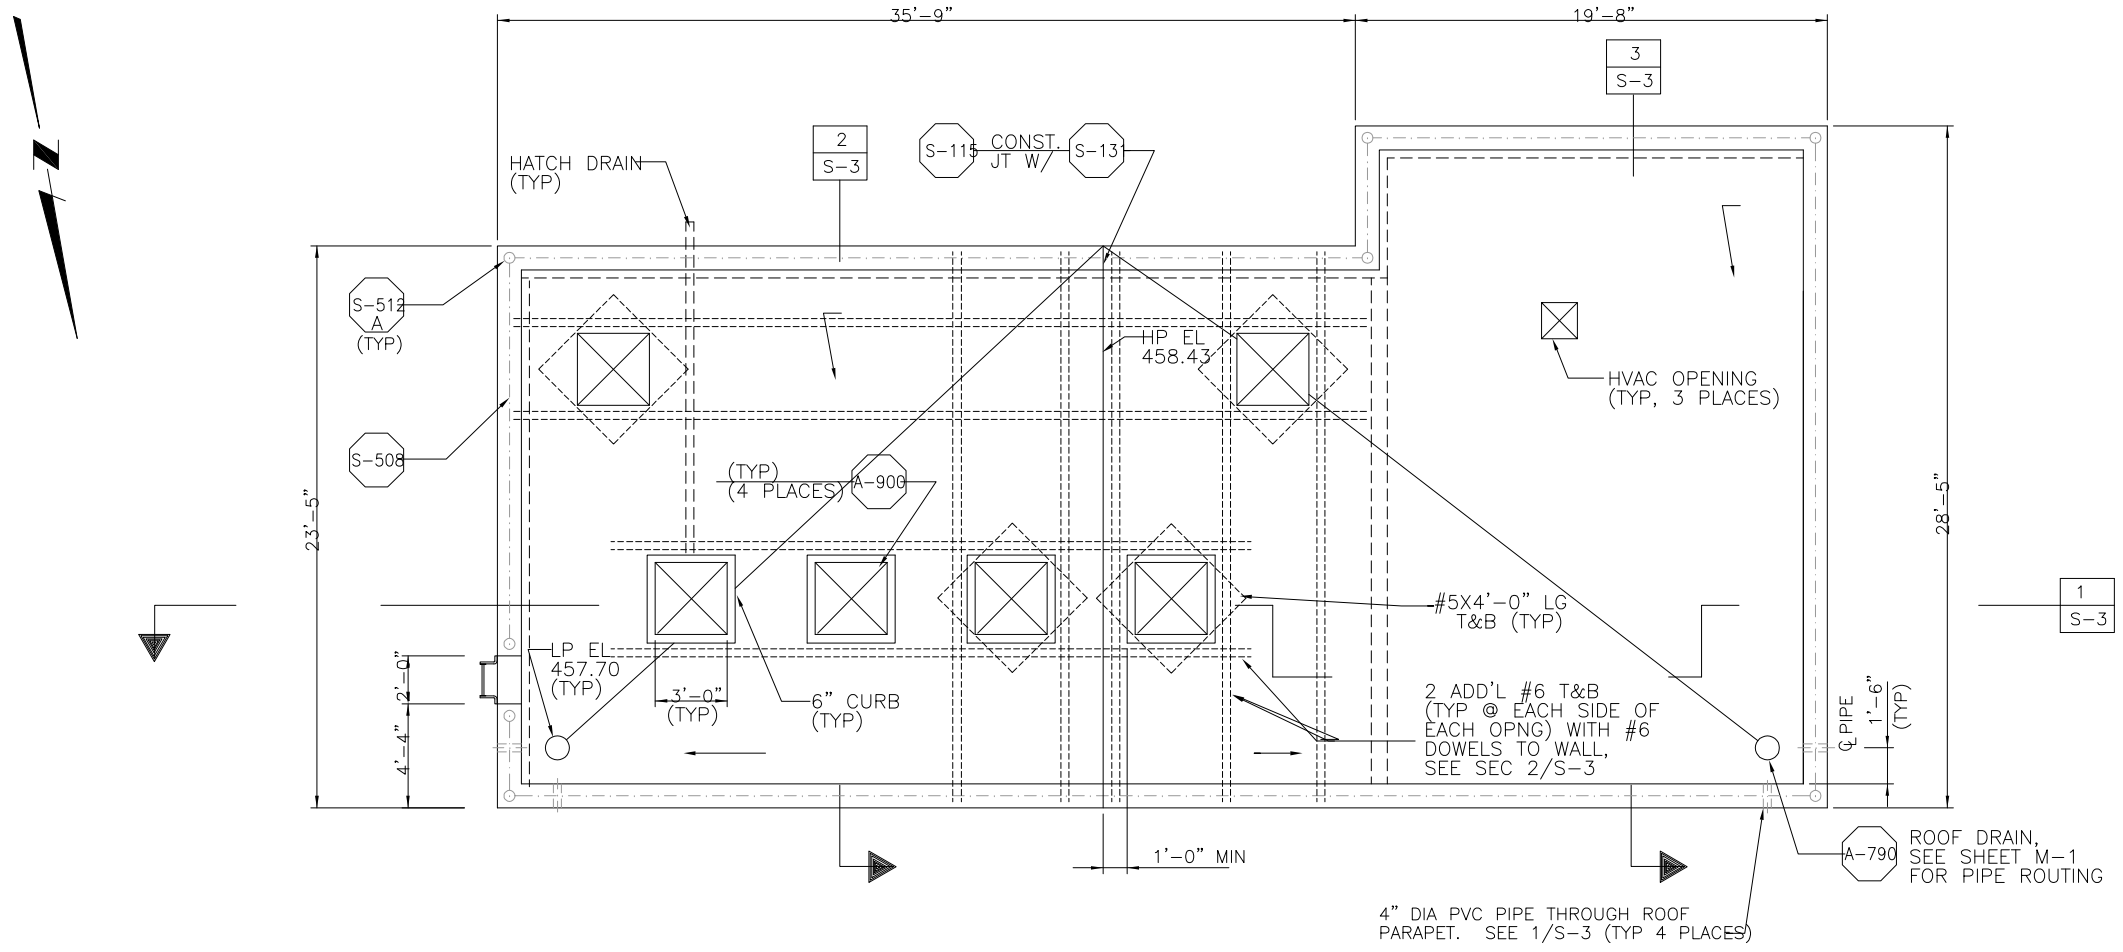 35'-9"
19'-8"
3
S-3
2
S-3
S-115
CONST.
JT W/
S-131
HATCH DRAIN
(TYP)
N
S-512
A
(TYP)
HP EL
458.43
HVAC OPENING
(TYP, 3 PLACES)
S-508
(TYP)
(4 PLACES)
A-900
23'-5"
28'-5"
1
S-3
#5X4'-0" LG
T&B (TYP)
LP EL
457.70
(TYP)
2'-0"
3'-0"
(TYP)
6" CURB
(TYP)
2 ADD'L #6 T&B
(TYP @ EACH SIDE OF
EACH OPNG) WITH #6
DOWELS TO WALL,
SEE SEC 2/S-3
4'-4"
℄ PIPE
1'-6"
(TYP)
1'-0" MIN
A-790
ROOF DRAIN,
SEE SHEET M-1
FOR PIPE ROUTING
4" DIA PVC PIPE THROUGH ROOF
PARAPET. SEE 1/S-3 (TYP 4 PLACES)